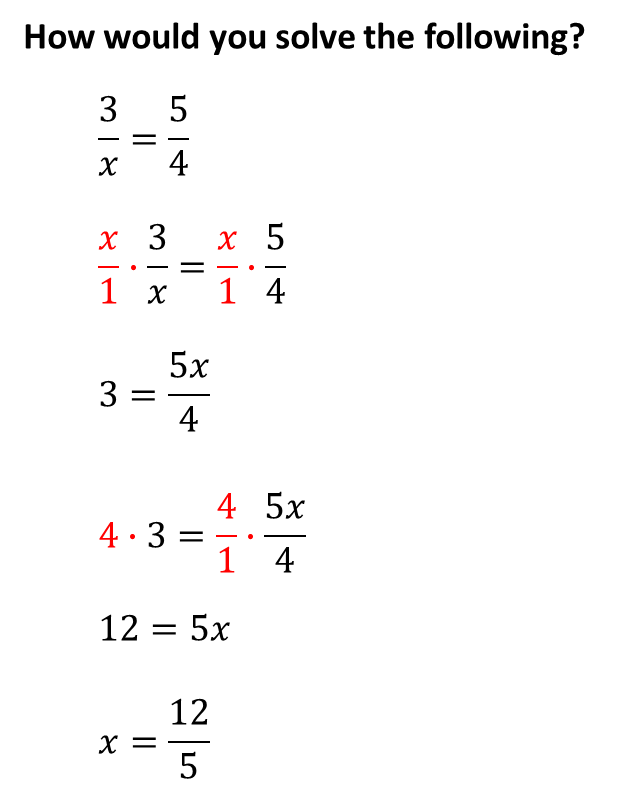 How would you solve the following?
3/x = 5/4
x/1 · 3/x = x/1 · 5/4
3 = 5x/4
4 · 3 = 4/1 · 5x/4
12 = 5x
x = 12/5